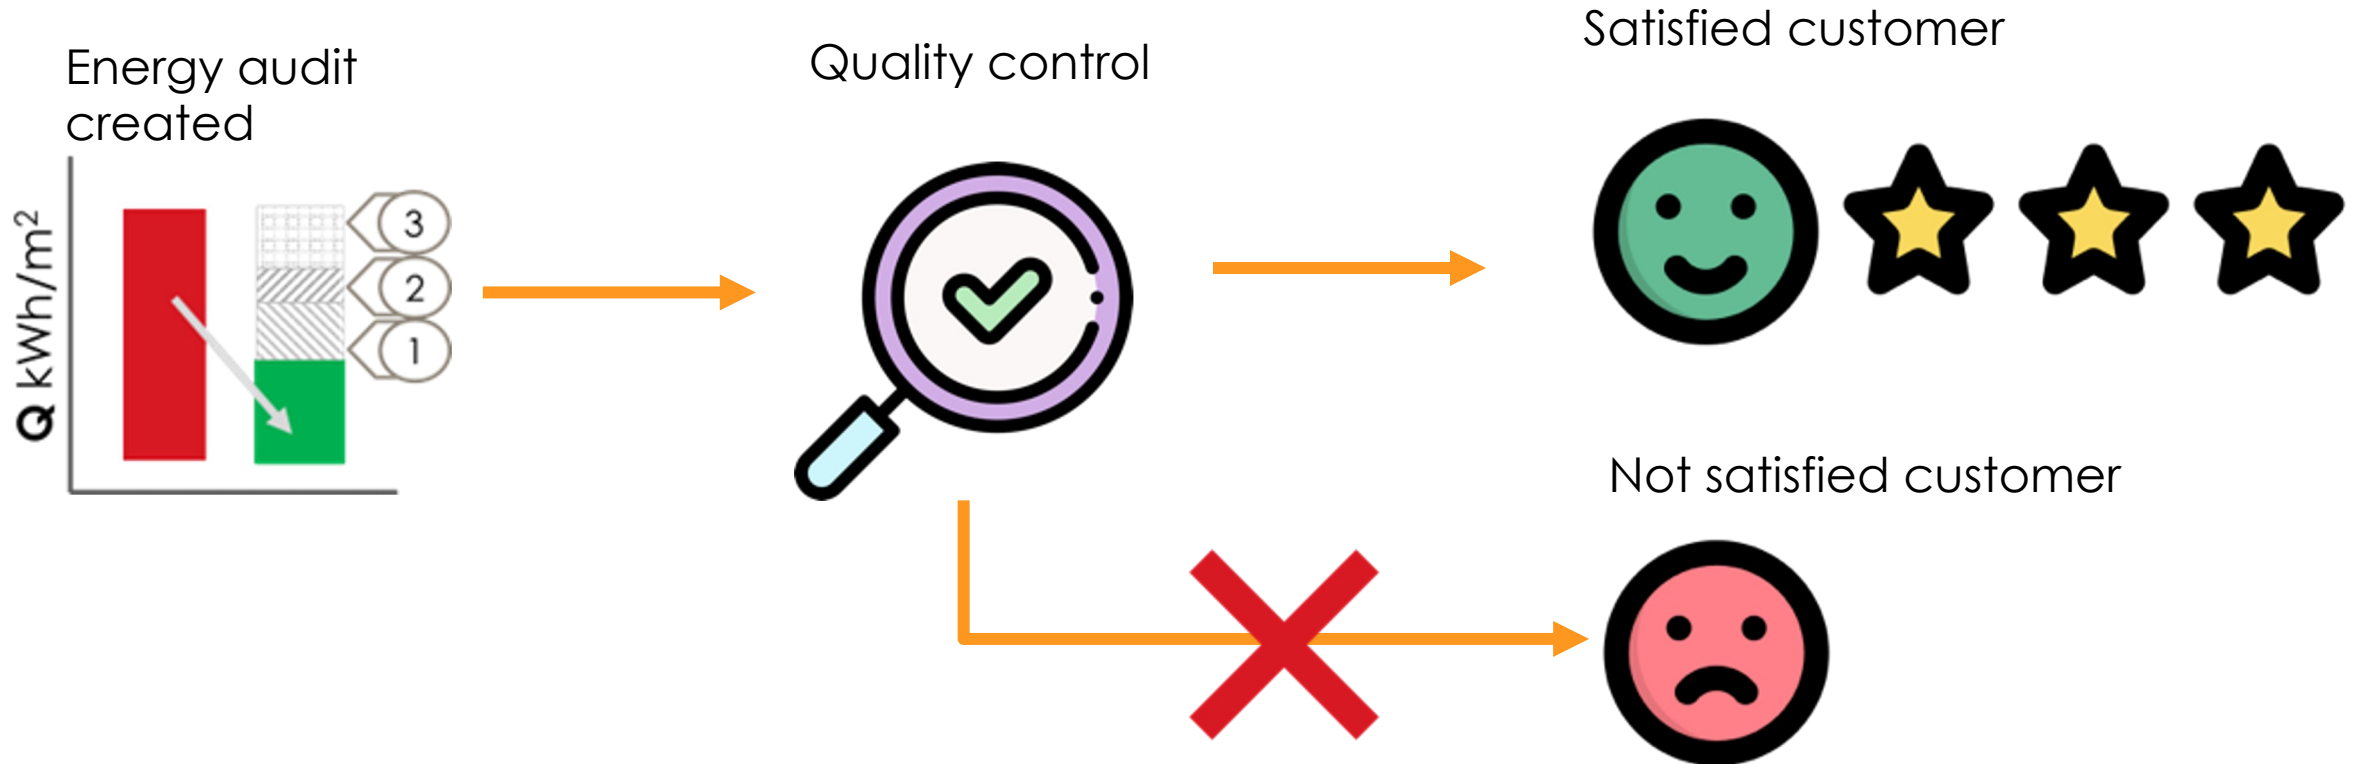 Energy audit
created
Q kWh/m²
3
2
1
Quality control
Satisfied customer
Not satisfied customer